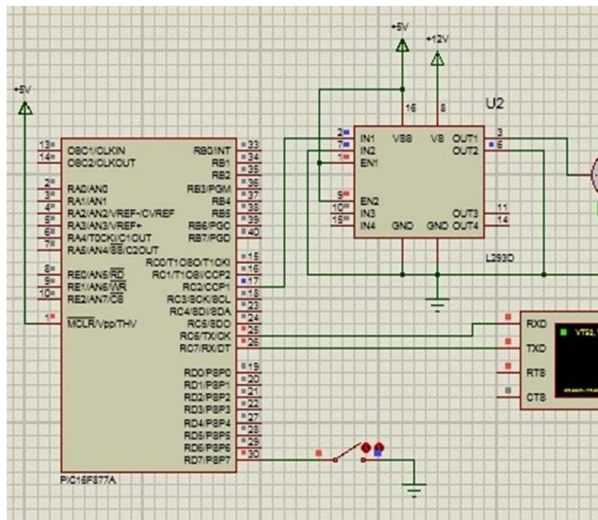 +5V
+12V
+5V
U2
16
8
2
7
1
9
10
15
IN1
IN2
EN1
EN2
IN3
IN4
VSS
VS
OUT1
OUT2
GND
GND
OUT3
OUT4
3
6
11
14
L293D
13
14
2
3
4
5
6
7
8
9
10
1
OSC1/CLKIN
OSC2/CLKOUT
RA0/AN0
RA1/AN1
RA2/AN2/VREF-/CVREF
RA3/AN3/VREF+
RA4/T0CKI/C1OUT
RA5/AN4/SS/C2OUT
RE0/AN5/RD
RE1/AN6/WR
RE2/AN7/CS
MCLR/Vpp/THV
RB0/INT
RB1
RB2
RB3/PGM
RB4
RB5
RB6/PGC
RB7/PGD
RC0/T1OSO/T1CKI
RC1/T1OSI/CCP2
RC2/CCP1
RC3/SCK/SCL
RC4/SDI/SDA
RC5/SDO
RC6/TX/CK
RC7/RX/DT
RD0/PSP0
RD1/PSP1
RD2/PSP2
RD3/PSP3
RD4/PSP4
RD5/PSP5
RD6/PSP6
RD7/PSP7
33
34
35
36
37
38
39
40
15
16
17
18
23
24
25
26
19
20
21
22
27
28
29
30
PIC16F877A
RXD
TXD
RTS
CTS